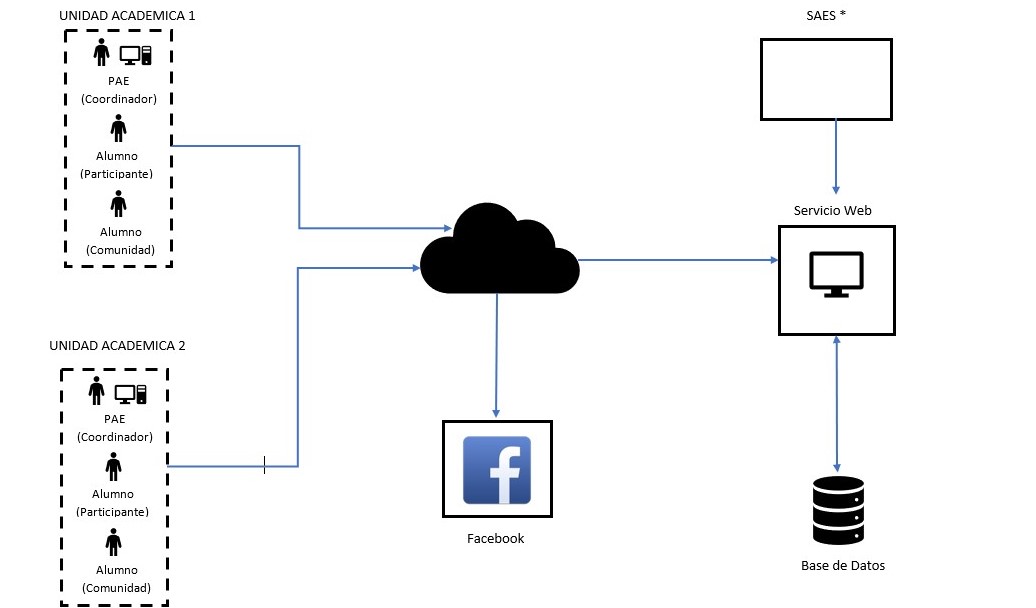 UNIDAD ACADEMICA 1
PAE
(Coordinador)
Alumno
(Participante)
Alumno
(Comunidad)
UNIDAD ACADEMICA 2
PAE
(Coordinador)
Alumno
(Participante)
Alumno
(Comunidad)
f
Facebook
SAES *
Servicio Web
Base de Datos